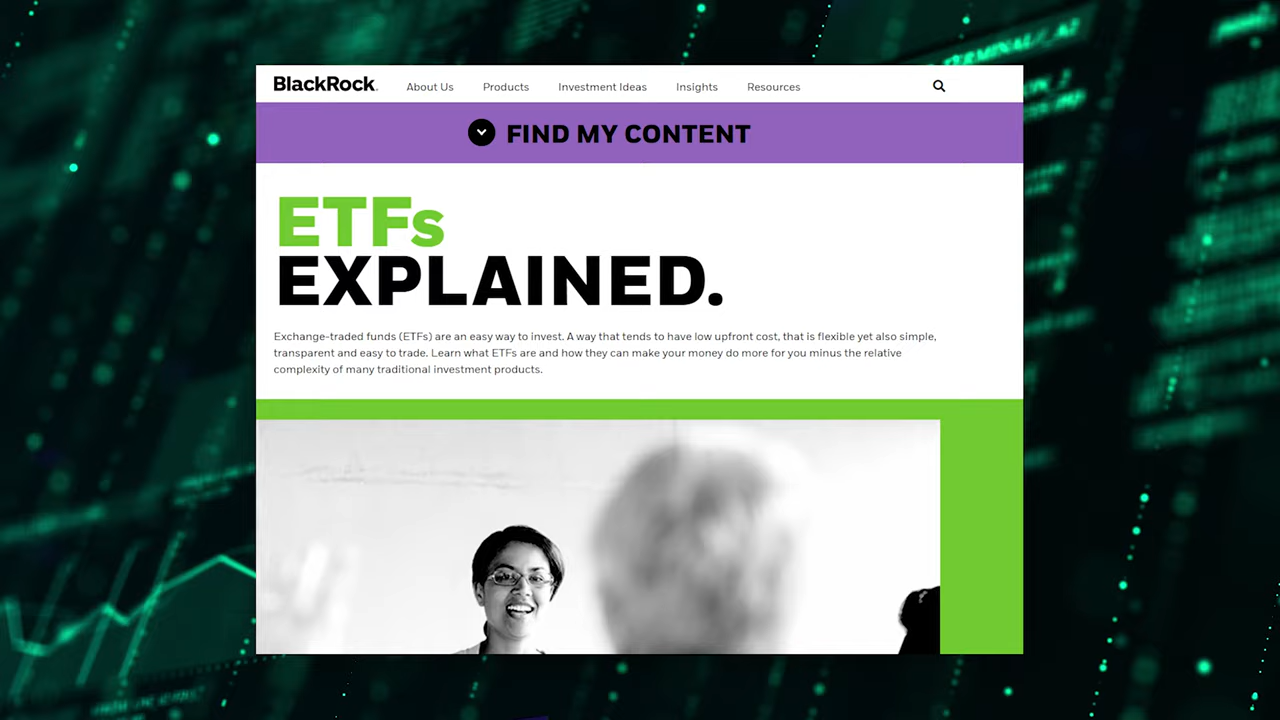 BlackRock.
About Us Products Investment Ideas Insights Resources
FIND MY CONTENT
ETFs
EXPLAINED.
Exchange-traded funds (ETFs) are an easy way to invest. A way that tends to have low upfront cost, that is flexible yet also simple,
transparent and easy to trade. Learn what ETFs are and how they can make your money do more for you minus the relative
complexity of many traditional investment products.